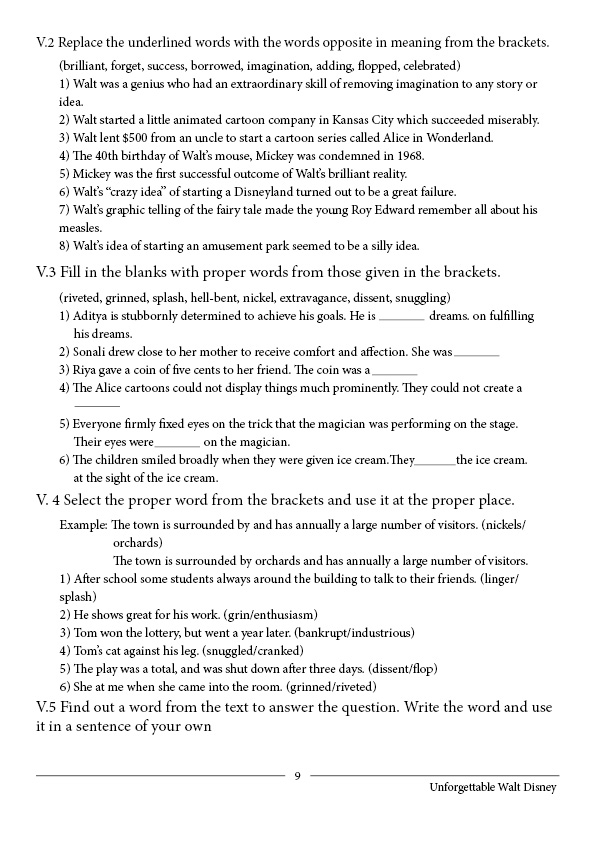 V.2 Replace the underlined words with the words opposite in meaning from the brackets.
(brilliant, forget, success, borrowed, imagination, adding, flopped, celebrated)
1) Walt was a genius who had an extraordinary skill of removing imagination to any story or
idea.
2) Walt started a little animated cartoon company in Kansas City which succeeded miserably.
3) Walt lent $500 from an uncle to start a cartoon series called Alice in Wonderland.
4) The 40th birthday of Walt's mouse, Mickey was condemned in 1968.
5) Mickey was the first successful outcome of Walt's brilliant reality.
6) Walt's “crazy idea” of starting a Disneyland turned out to be a great failure.
7) Walt's graphic telling of the fairy tale made the young Roy Edward remember all about his
measles.
8) Walt's idea of starting an amusement park seemed to be a silly idea.
V.3 Fill in the blanks with proper words from those given in the brackets.
(riveted, grinned, splash, hell-bent, nickel, extravagance, dissent, snuggling)
1) Aditya is stubbornly determined to achieve his goals. He is _______ dreams. on fulfilling
his dreams.
2) Sonali drew close to her mother to receive comfort and affection. She was_______
3) Riya gave a coin of five cents to her friend. The coin was a_______
4) The Alice cartoons could not display things much prominently. They could not create a
_______
5) Everyone firmly fixed eyes on the trick that the magician was performing on the stage.
Their eyes were_______ on the magician.
6) The children smiled broadly when they were given ice cream.They______the ice cream.
at the sight of the ice cream.
V. 4 Select the proper word from the brackets and use it at the proper place.
Example: The town is surrounded by and has annually a large number of visitors. (nickels/
orchards)
The town is surrounded by orchards and has annually a large number of visitors.
1) After school some students always around the building to talk to their friends. (linger/
splash)
2) He shows great for his work. (grin/enthusiasm)
3) Tom won the lottery, but went a year later. (bankrupt/industrious)
4) Tom's cat against his leg. (snuggled/cranked)
5) The play was a total, and was shut down after three days. (dissent/flop)
6) She at me when she came into the room. (grinned/riveted)
V.5 Find out a word from the text to answer the question. Write the word and use
it in a sentence of your own
9
Unforgettable Walt Disney